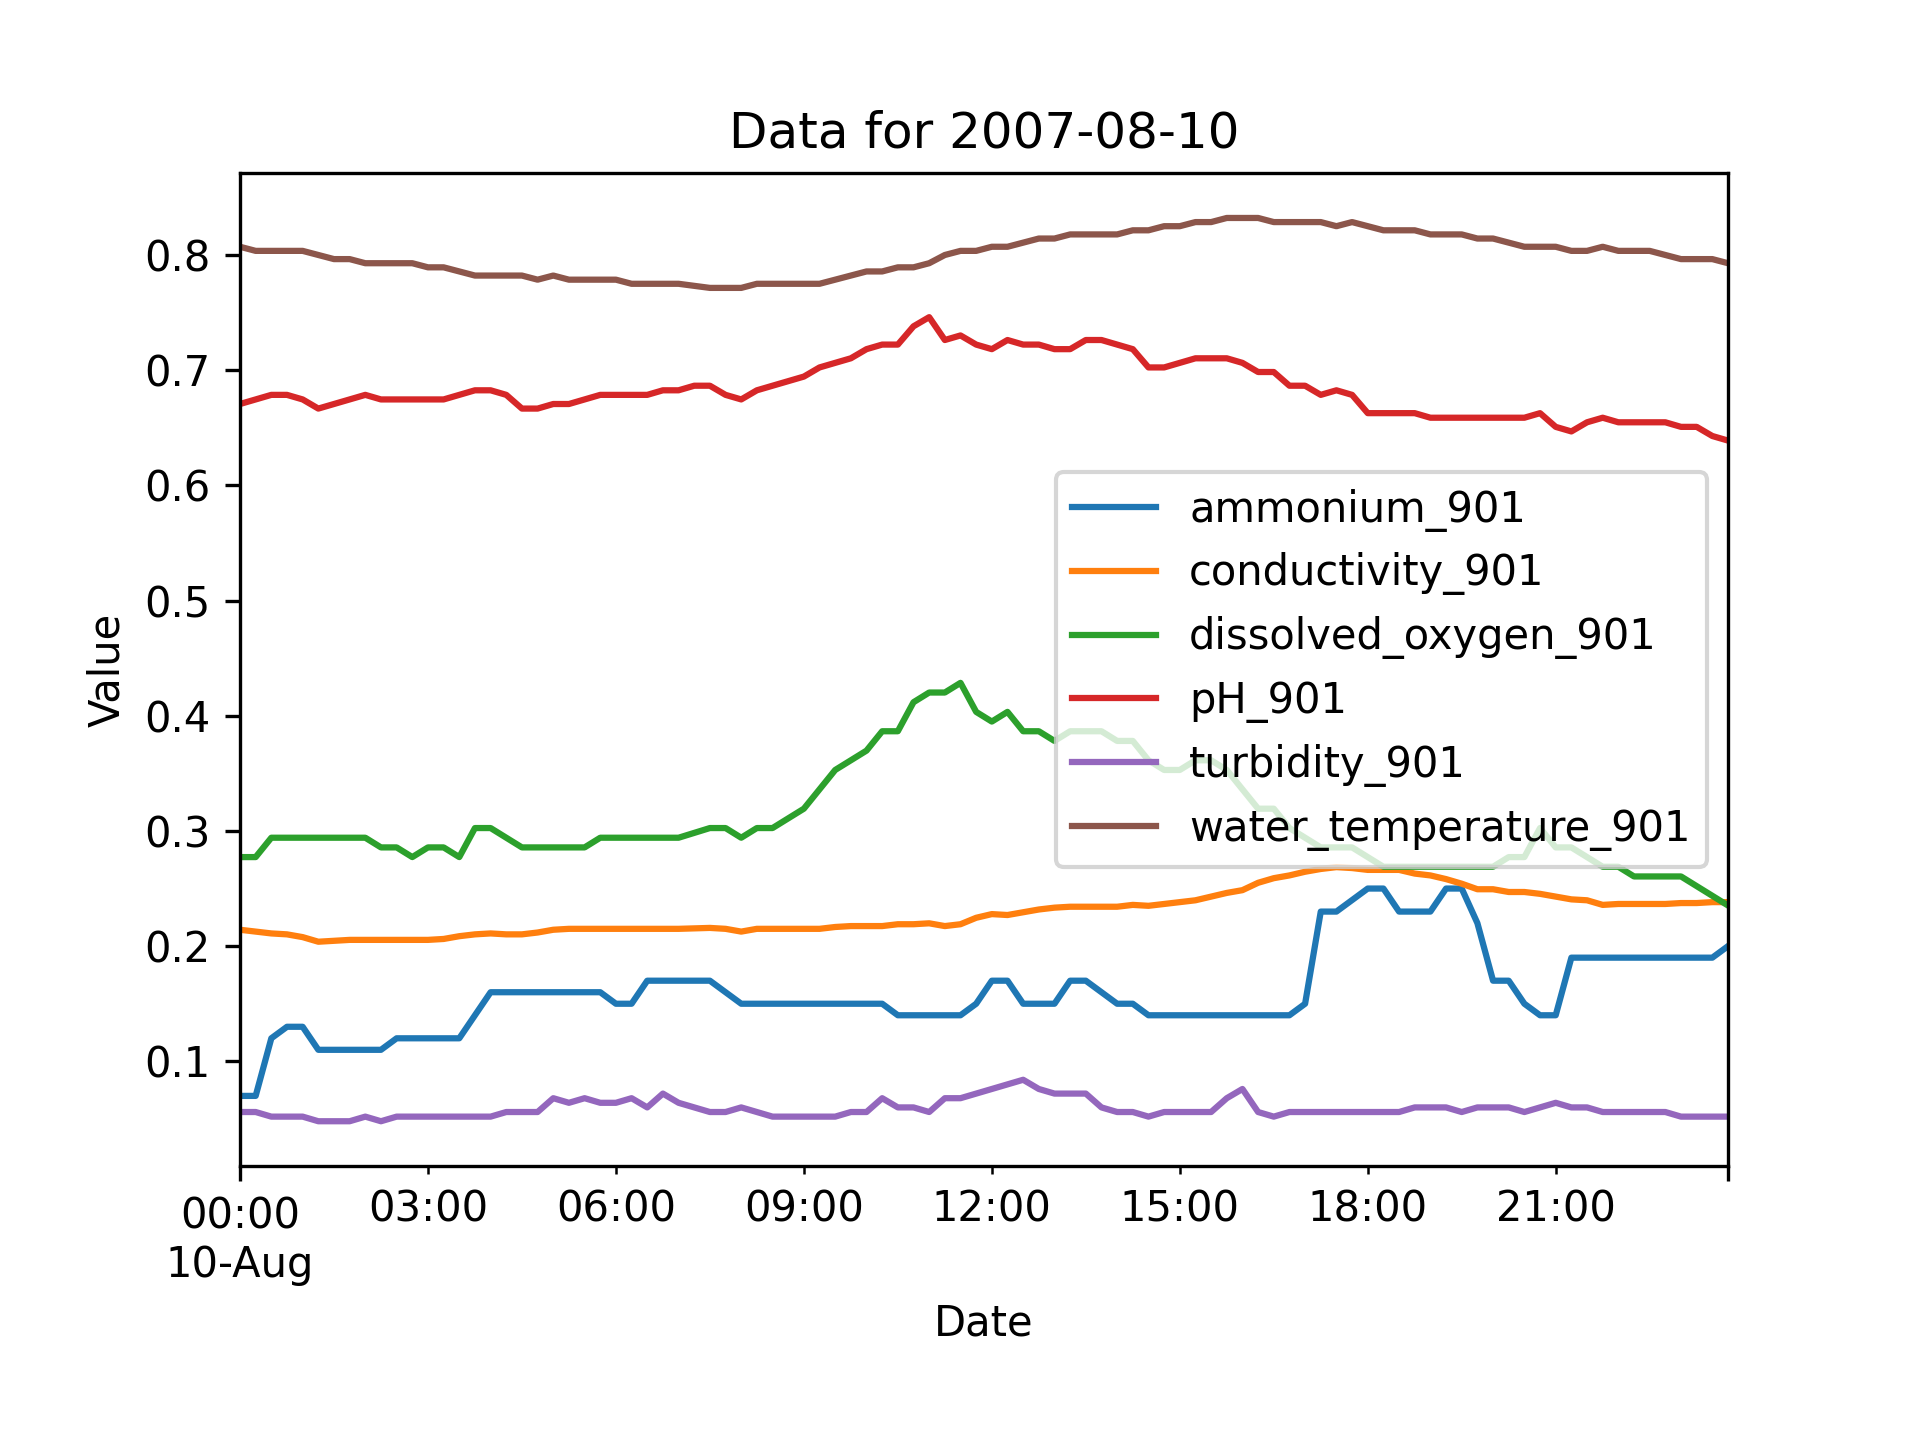 Data for 2007-08-10
Value
0.8
0.7
0.6
0.5
0.4
0.3
0.2
0.1
ammonium_901
conductivity_901
dissolved_oxygen_901
pH_901
turbidity_901
water_temperature_901
00:00 03:00 06:00 09:00 12:00 15:00 18:00 21:00
10-Aug
Date